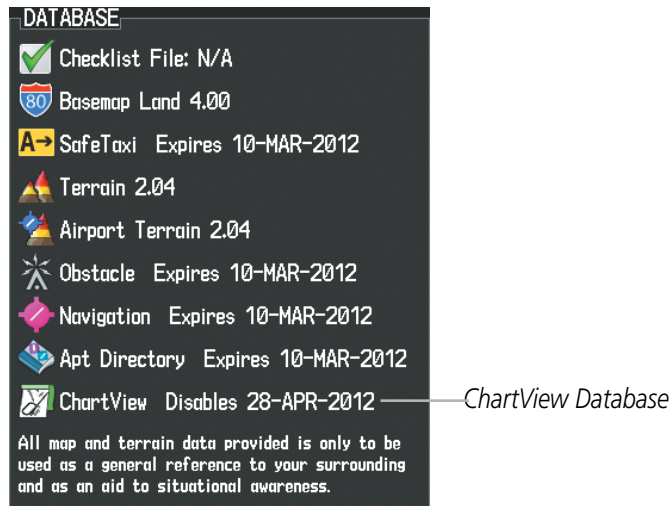 DATABASE
Checklist File: N/A
80 Basemap Land 4.00
A→ SafeTaxi Expires 10-MAR-2012
Terrain 2.04
Airport Terrain 2.04
Obstacle Expires 10-MAR-2012
Navigation Expires 10-MAR-2012
Apt Directory Expires 10-MAR-2012
ChartView Disables 28-APR-2012 ChartView Database
All map and terrain data provided is only to be
used as a general reference to your surrounding
and as an aid to situational awareness.